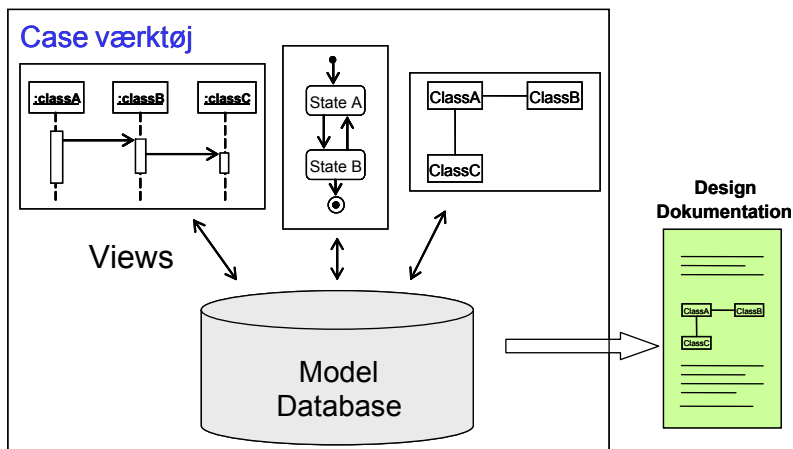 Case værktøj
:classA
:classB
:classC
State A
State B
ClassA
ClassB
ClassC
Views
Model
Database
Design
Dokumentation
ClassA
ClassB
ClassC